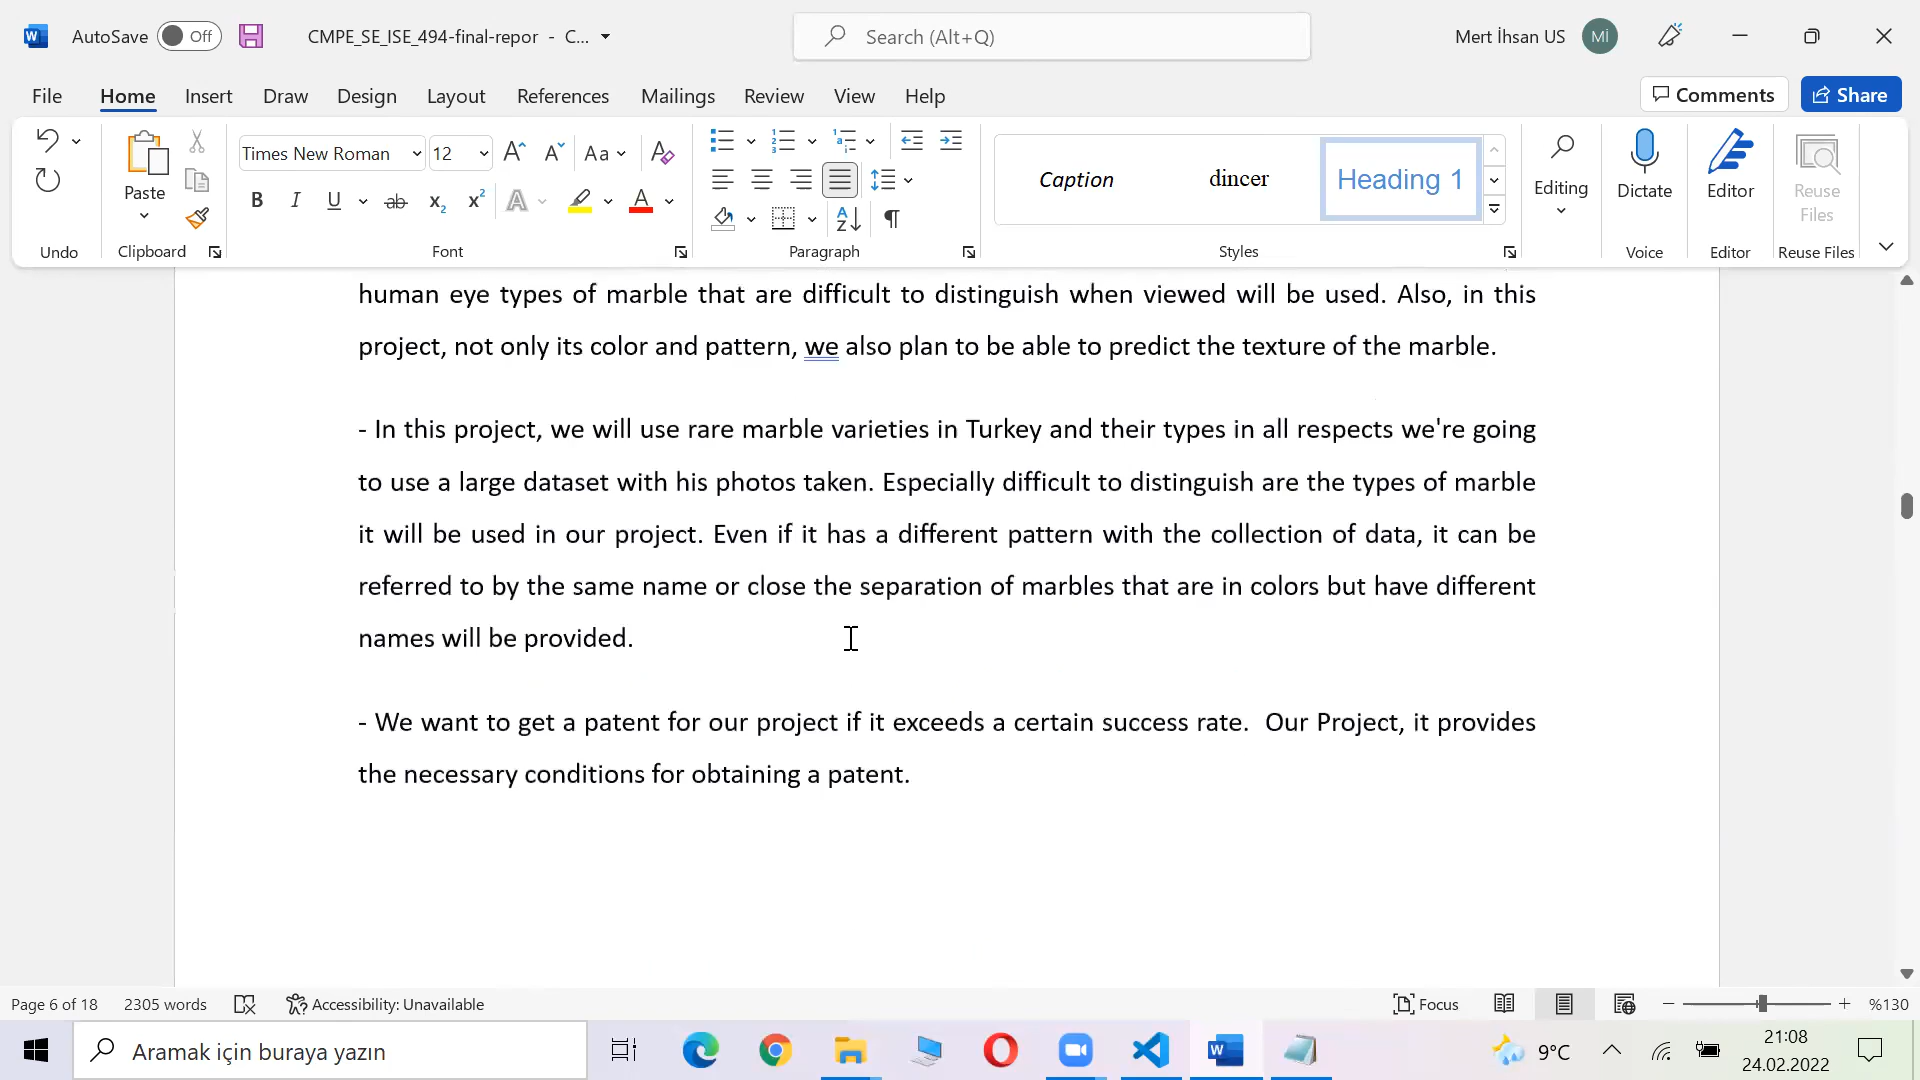 AutoSave Off CMPE_SE_ISE_494-final-repor - C... Search (Alt+Q) Mert İhsan US Mİ
File Home Insert Draw Design Layout References Mailings Review View Help Comments Share
Times New Roman 12 Aa
Paste Caption dincer Heading 1 Editing Dictate Editor Reuse
Files
Undo Clipboard Font Paragraph Styles Voice Editor Reuse Files
human eye types of marble that are difficult to distinguish when viewed will be used. Also, in this
project, not only its color and pattern, we also plan to be able to predict the texture of the marble.
- In this project, we will use rare marble varieties in Turkey and their types in all respects we're going
to use a large dataset with his photos taken. Especially difficult to distinguish are the types of marble
it will be used in our project. Even if it has a different pattern with the collection of data, it can be
referred to by the same name or close the separation of marbles that are in colors but have different
names will be provided.
- We want to get a patent for our project if it exceeds a certain success rate.  Our Project, it provides
the necessary conditions for obtaining a patent.
Page 6 of 18 2305 words Accessibility: Unavailable Focus %130
Aramak için buraya yazın 9°C 21:08
24.02.2022